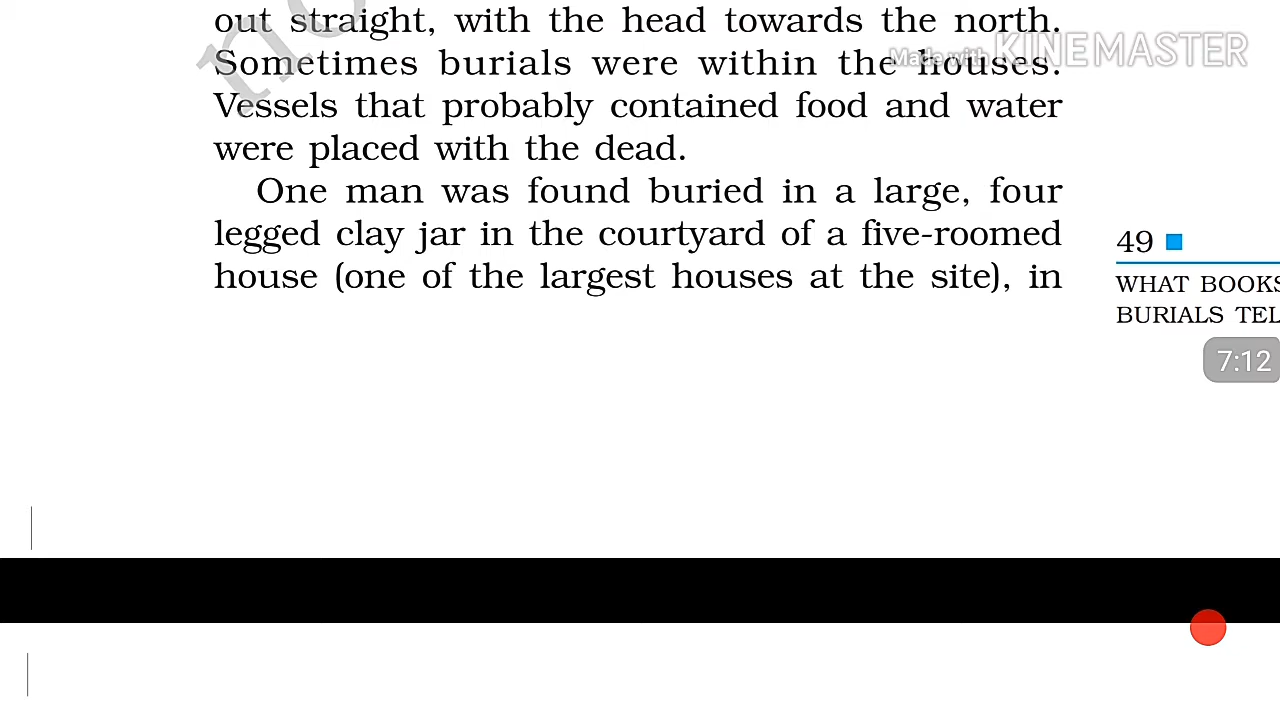 out straight, with the head towards the north.
Made with KINEMASTER
Sometimes burials were within the houses.
Vessels that probably contained food and water
were placed with the dead.
One man was found buried in a large, four
legged clay jar in the courtyard of a five-roomed
house (one of the largest houses at the site), in
49
WHAT BOOKS
BURIALS TEL
7:12